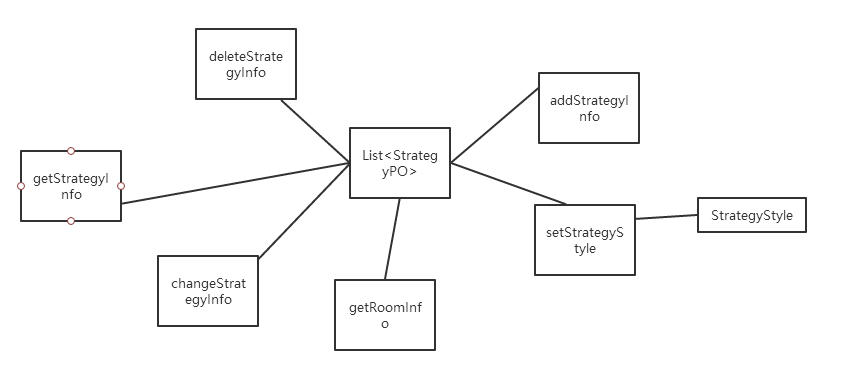 deleteStrate
gyInfo
addStrategyI
nfo
List<Strateg
yPO>
getStrategyI
nfo
StrategyStyle
setStrategyS
tyle
changeStrat
egyInfo
getRoomInf
o